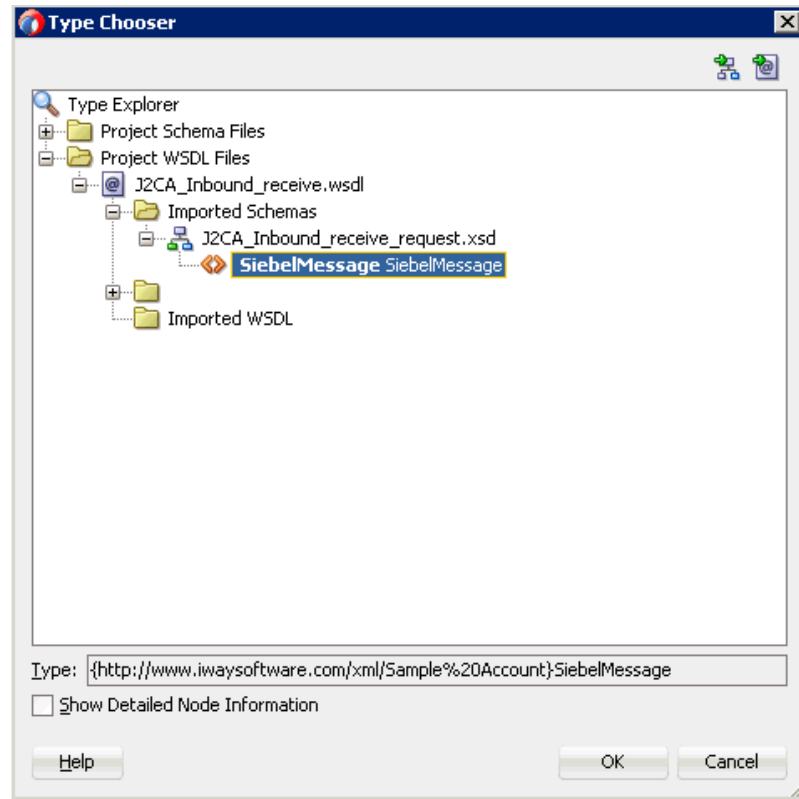 Type Chooser
Type Explorer
Project Schema Files
Project WSDL Files
J2CA_Inbound_receive.wsdl
Imported Schemas
J2CA_Inbound_receive_request.xsd
SiebelMessage SiebelMessage
Imported WSDL
Type: {http://www.iwaysoftware.com/xml/Sample%20Account}SiebelMessage
Show Detailed Node Information
Help OK Cancel